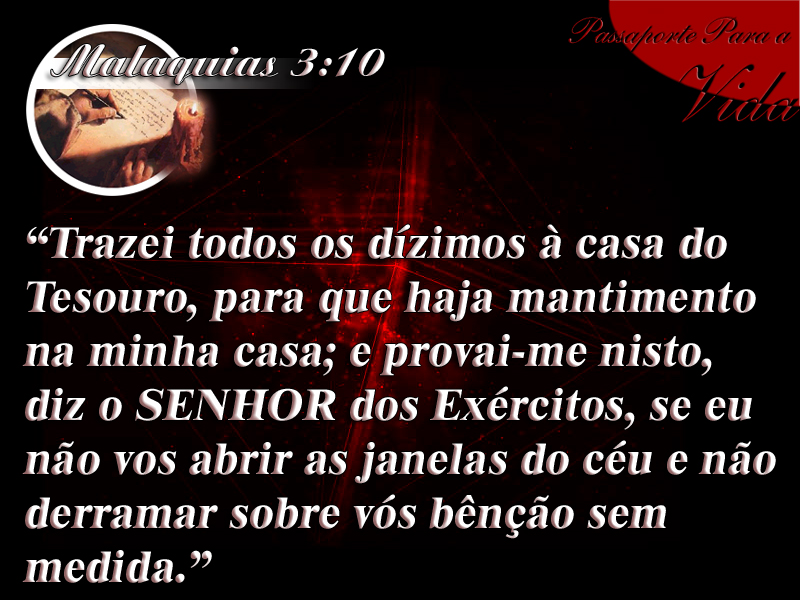 Malaquias 3:10
Passaporte Para a
Vida
“Trazei todos os dízimos à casa do
Tesouro, para que haja mantimento
na minha casa; e provai-me nisto,
diz o SENHOR dos Exércitos, se eu
não vos abrir as janelas do céu e não
derramar sobre vós bênção sem
medida.”